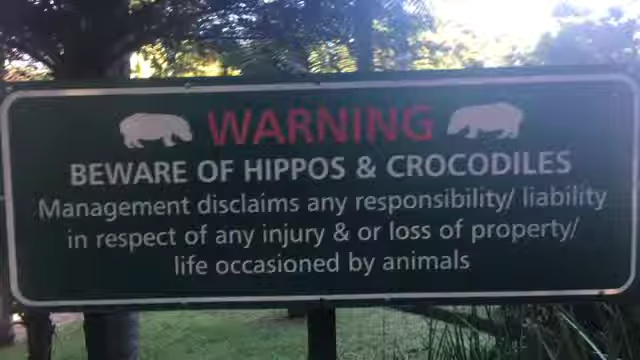 WARNING
BEWARE OF HIPPOS & CROCODILES
Management disclaims any responsibility/ liability
in respect of any injury & or loss of property/
life occasioned by animals